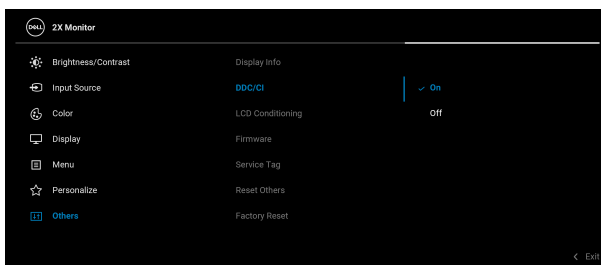 DELL 2X Monitor
Brightness/Contrast
Input Source
Color
Display
Menu
Personalize
Others
Display Info
DDC/CI
LCD Conditioning
Firmware
Service Tag
Reset Others
Factory Reset
On
Off
Exit